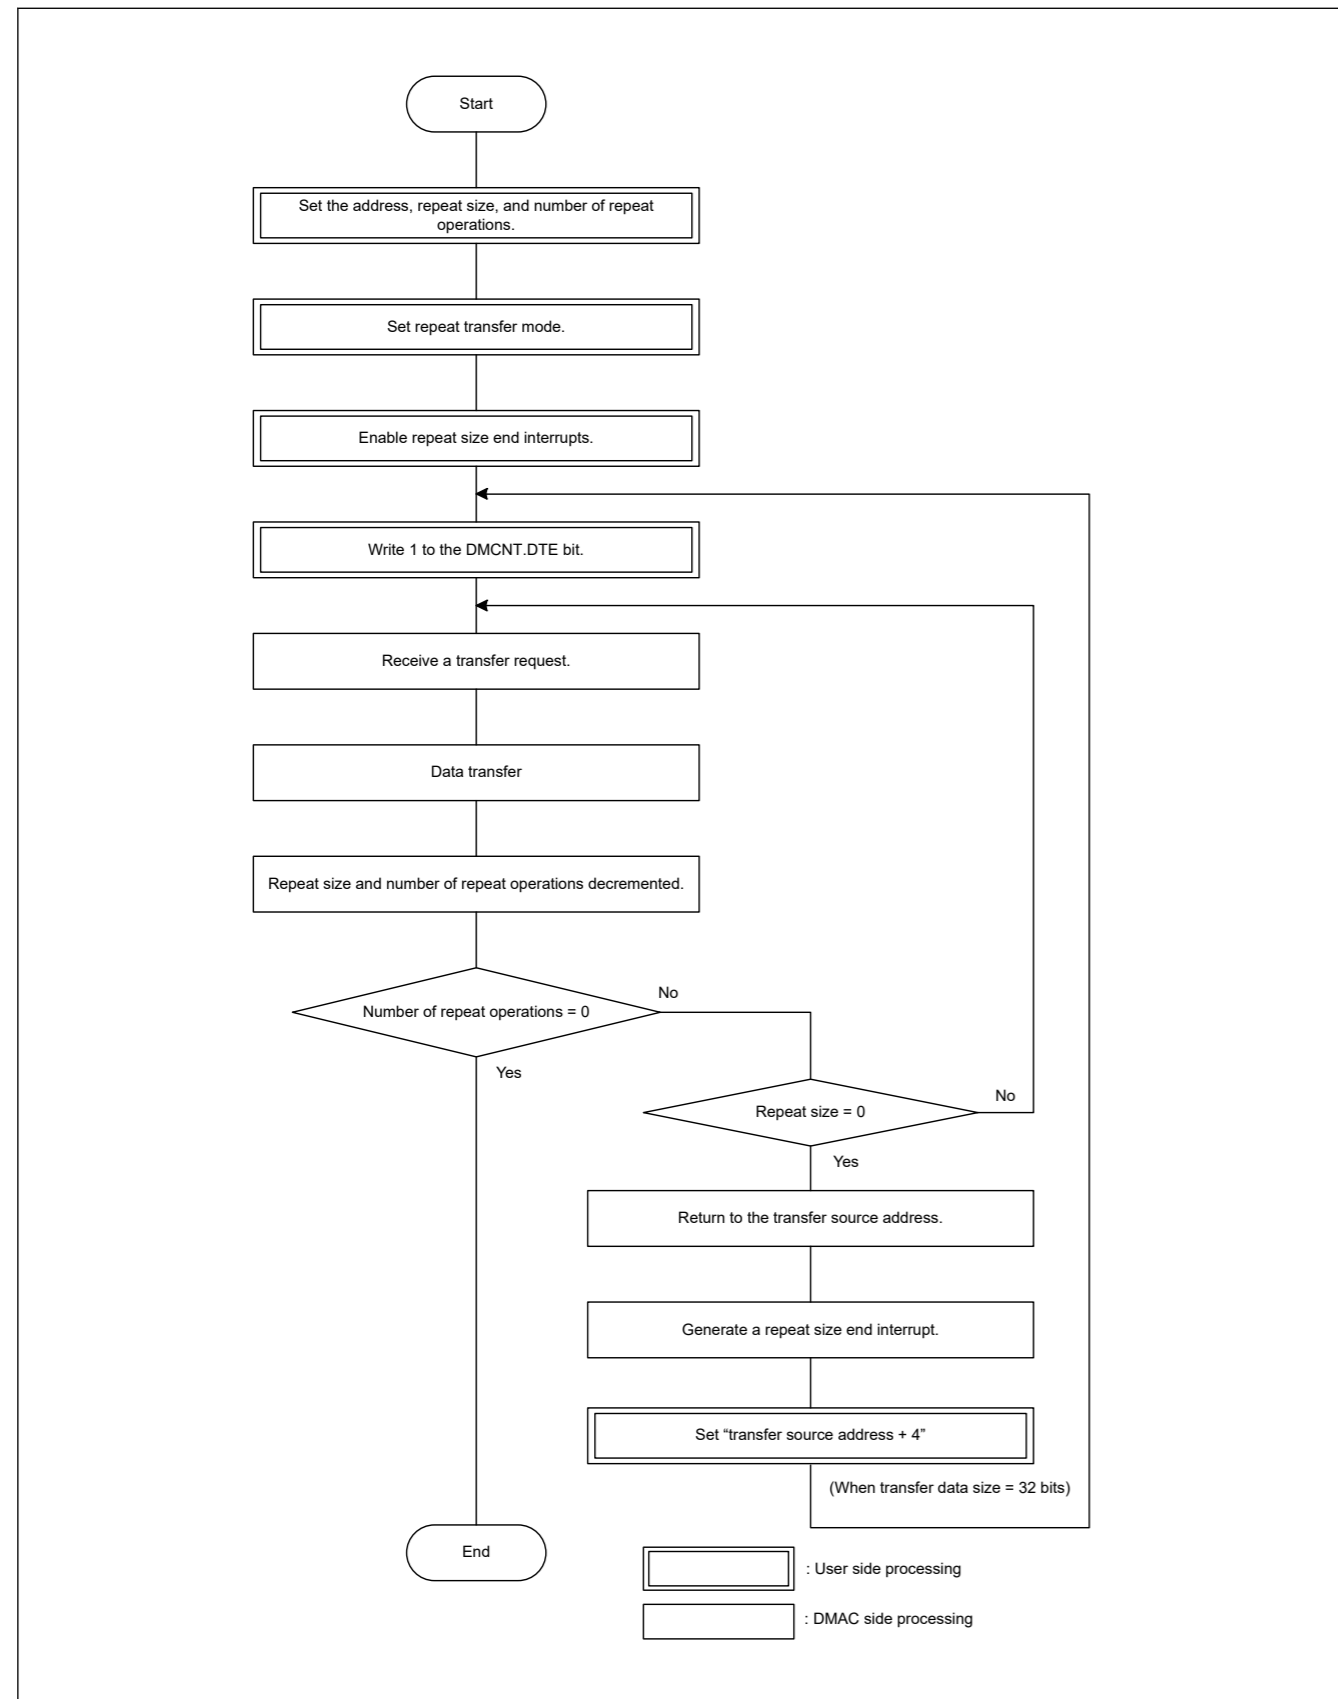 Start
Set the address, repeat size, and number of repeat
operations.
Set repeat transfer mode.
Enable repeat size end interrupts.
Write 1 to the DMCNT.DTE bit.
Receive a transfer request.
Data transfer
Repeat size and number of repeat operations decremented.
Number of repeat operations = 0
No
Yes
Repeat size = 0
No
Yes
Return to the transfer source address.
Generate a repeat size end interrupt.
Set “transfer source address + 4”
(When transfer data size = 32 bits)
End
: User side processing
: DMAC side processing